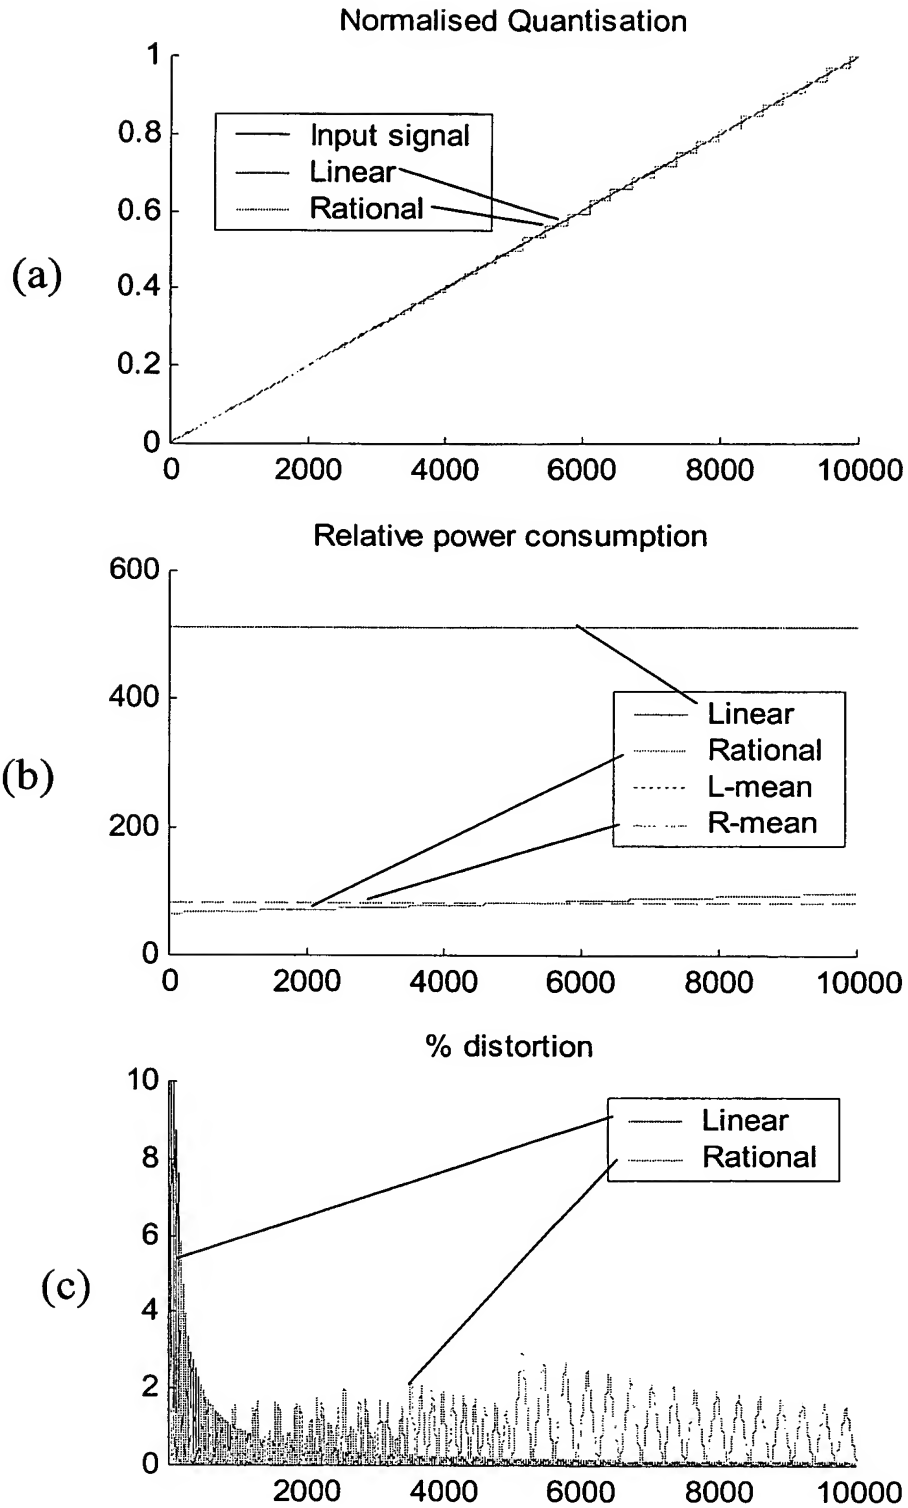 Normalised Quantisation
1
0.8
0.6
0.4
0.2
0
Input signal
Linear
Rational
(a)
0 2000 4000 6000 8000 10000
Relative power consumption
600
400
200
0
Linear
Rational
L-mean
R-mean
(b)
0 2000 4000 6000 8000 10000
% distortion
10
8
6
4
2
0
Linear
Rational
(c)
2000 4000 6000 8000 10000